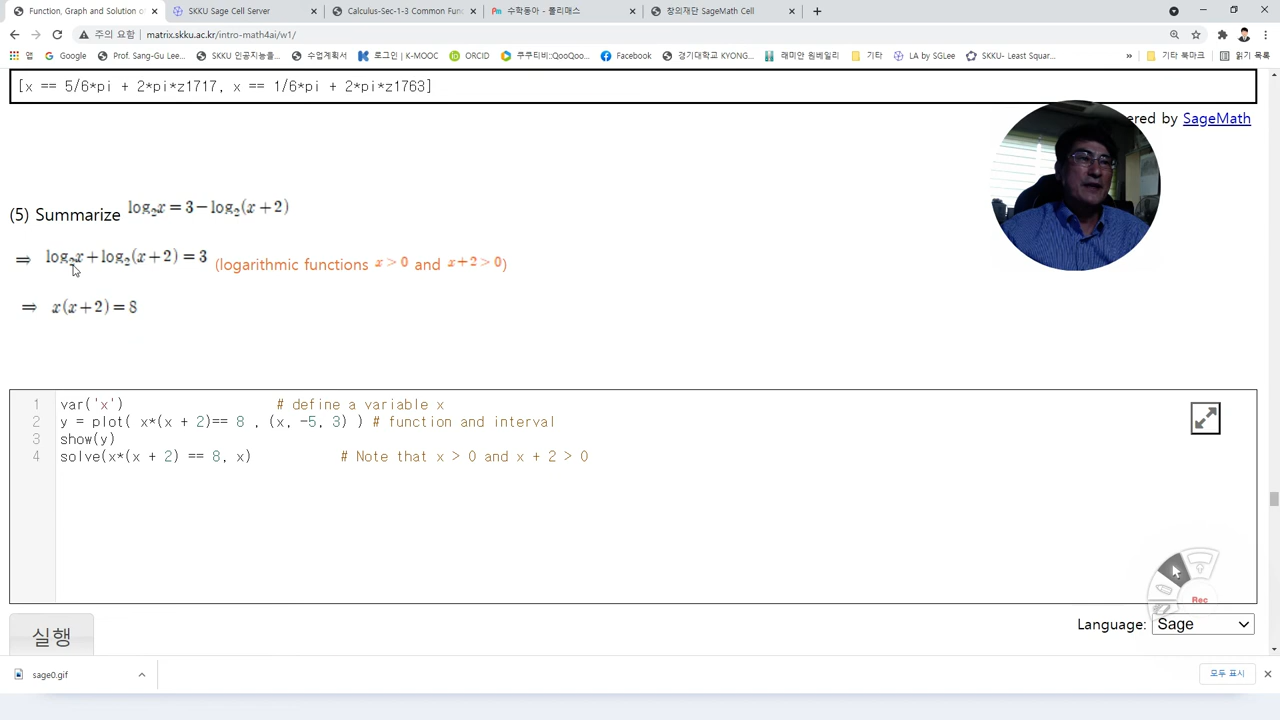 Function, Graph and Solution of
SKKU Sage Cell Server
Calculus-Sec-1-3 Common Fun
수학동아 - 폴리매스
창의재단 SageMath Cell
주의 요함
matrix.skku.ac.kr/intro-math4ai/w1/
앱
Google
Prof. Sang-Gu Lee...
SKKU 인공지능을...
수업계획서
로그인 | K-MOOC
ORCID
쿠쿠티비:QooQoo...
Facebook
경기대학교 KYONG...
래미안 원베일리
기타
LA by SGLee
SKKU- Least Squar...
»
기타 북마크
읽기 목록
[x == 5/6*pi + 2*pi*z1717, x == 1/6*pi + 2*pi*z1763]
ered by SageMath
(5) Summarize log₂x = 3 − log₂(x+2)
⇒ log₂x + log₂(x+2) = 3 (logarithmic functions x > 0 and x+2 > 0)
⇒ x(x+2) = 8
1 var('x') # define a variable x
2 y = plot( x*(x + 2)== 8 , (x, -5, 3) ) # function and interval
3 show(y)
4 solve(x*(x + 2) == 8, x) # Note that x > 0 and x + 2 > 0
Rec
실행
Language: Sage
sage0.gif
모두 표시